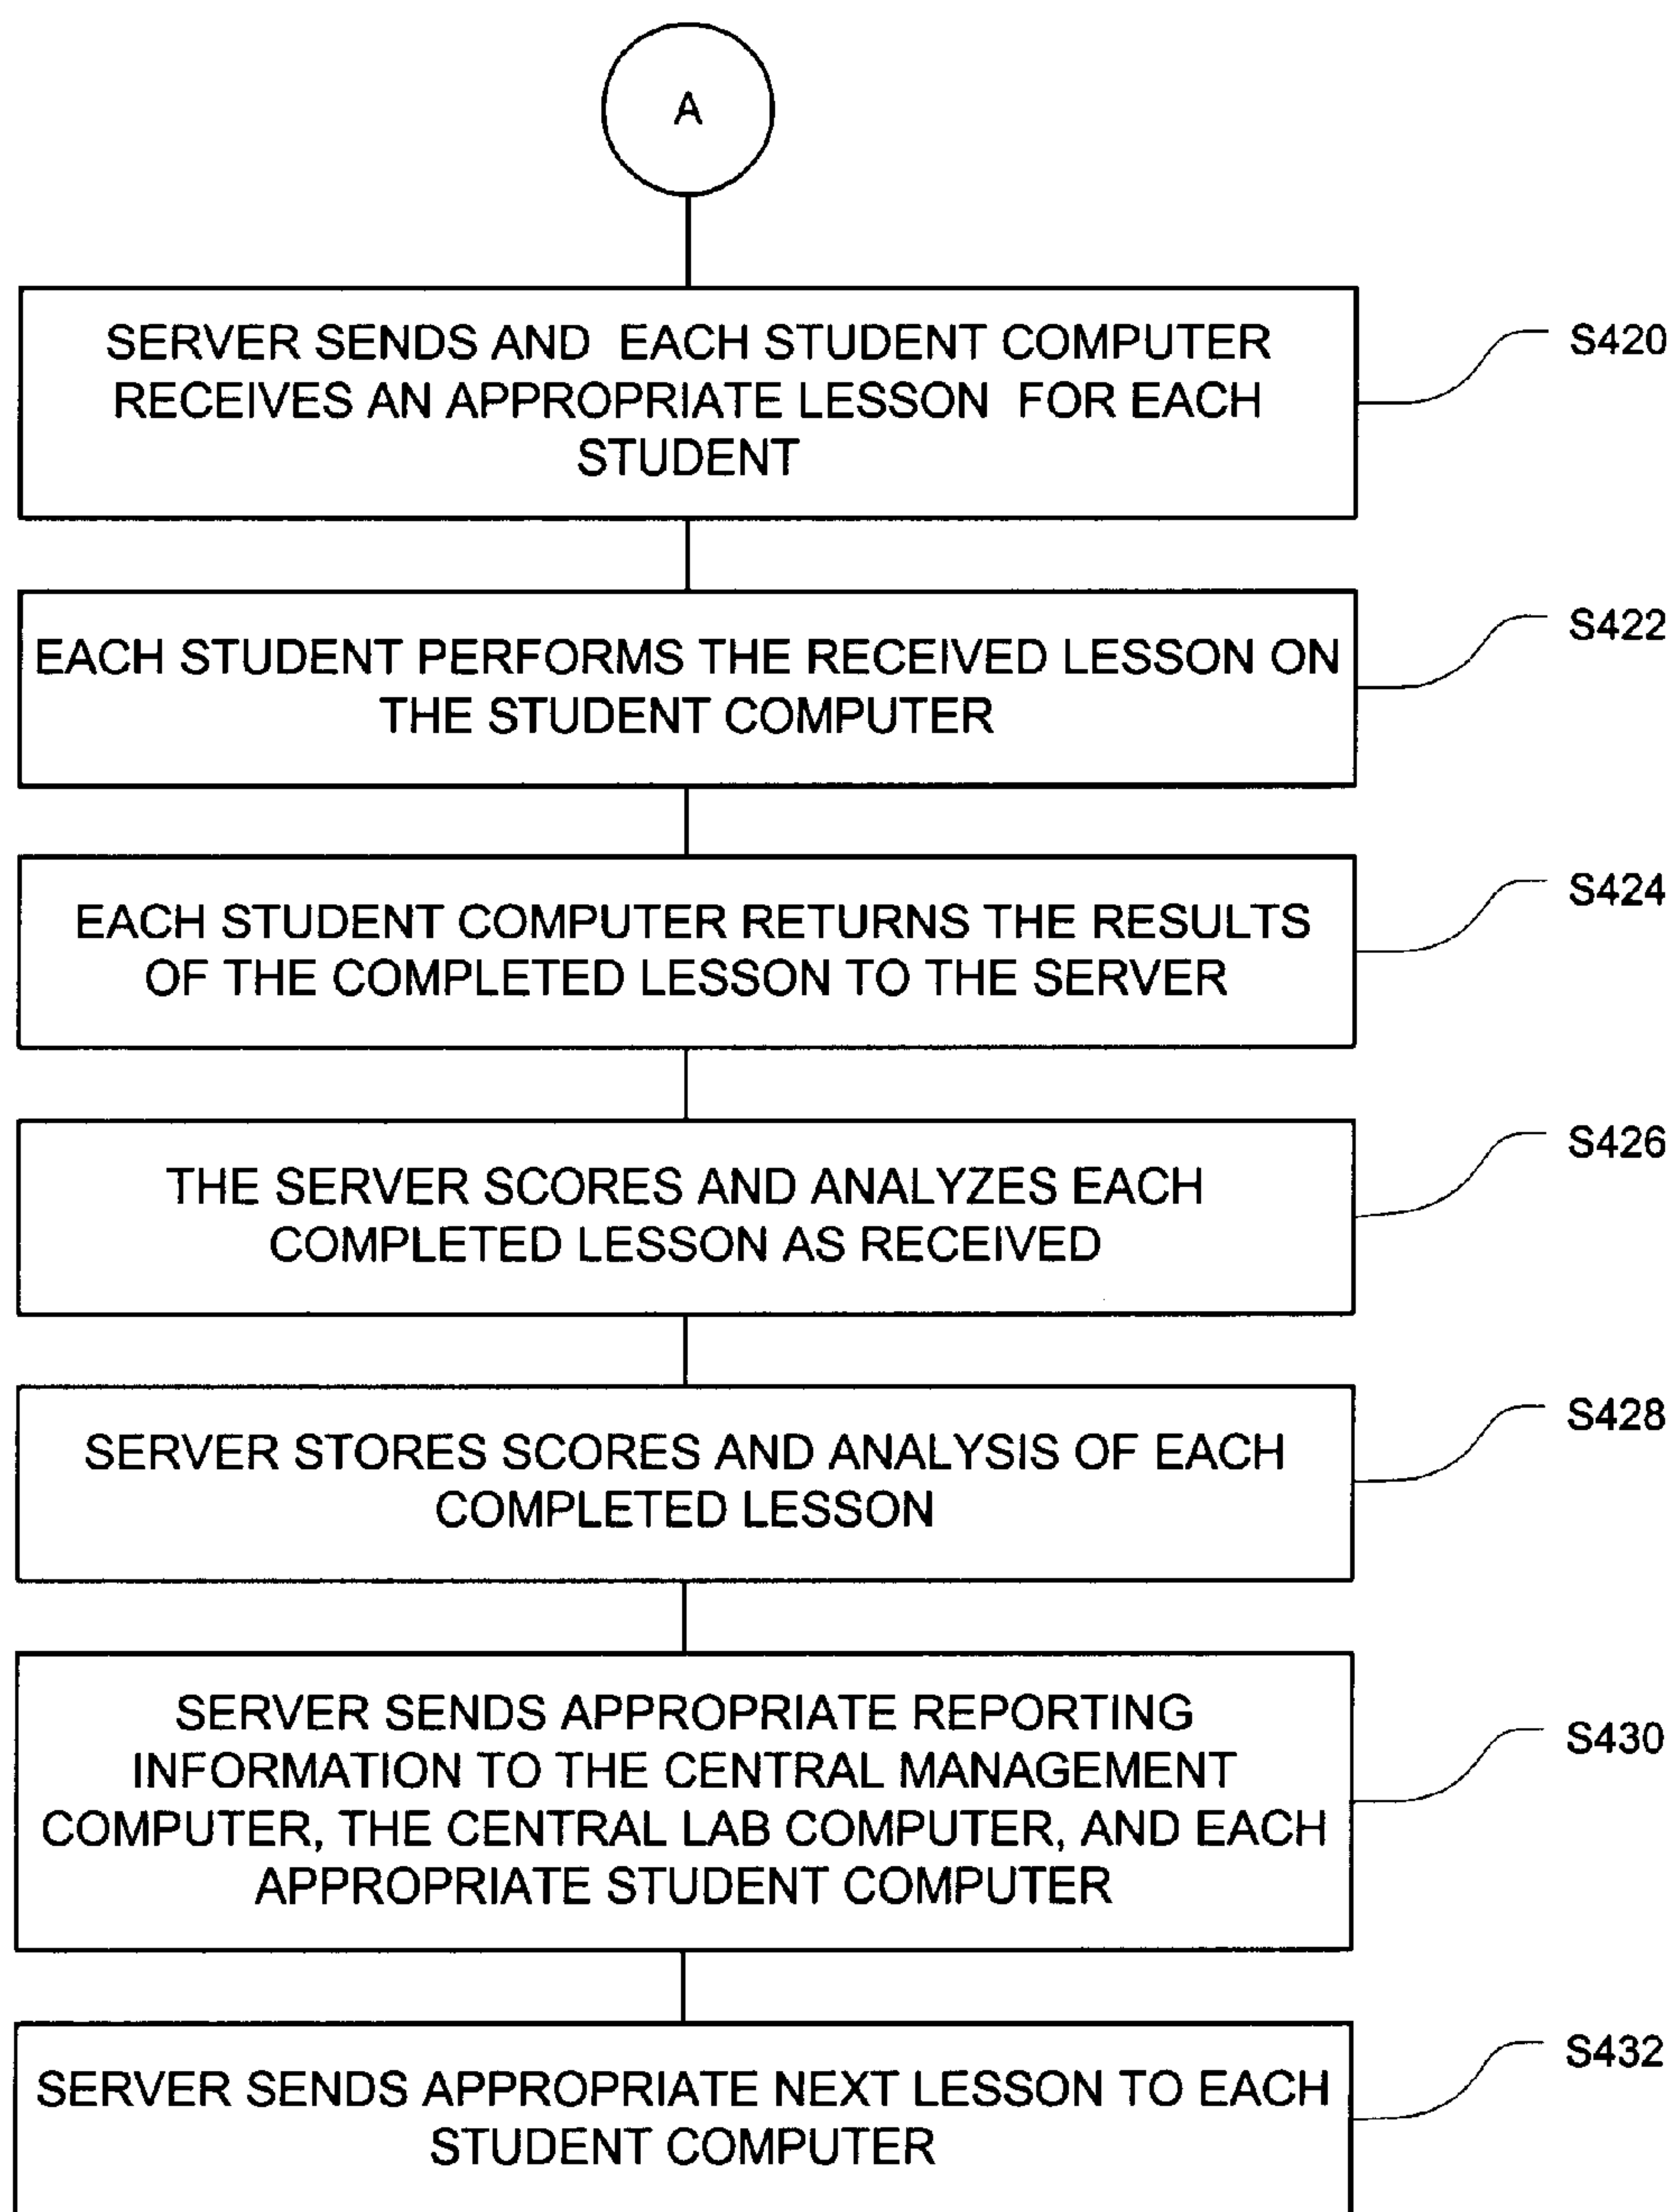 A
SERVER SENDS AND EACH STUDENT COMPUTER
RECEIVES AN APPROPRIATE LESSON FOR EACH
STUDENT
S420
EACH STUDENT PERFORMS THE RECEIVED LESSON ON
THE STUDENT COMPUTER
S422
EACH STUDENT COMPUTER RETURNS THE RESULTS
OF THE COMPLETED LESSON TO THE SERVER
S424
THE SERVER SCORES AND ANALYZES EACH
COMPLETED LESSON AS RECEIVED
S426
SERVER STORES SCORES AND ANALYSIS OF EACH
COMPLETED LESSON
S428
SERVER SENDS APPROPRIATE REPORTING
INFORMATION TO THE CENTRAL MANAGEMENT
COMPUTER, THE CENTRAL LAB COMPUTER, AND EACH
APPROPRIATE STUDENT COMPUTER
S430
SERVER SENDS APPROPRIATE NEXT LESSON TO EACH
STUDENT COMPUTER
S432